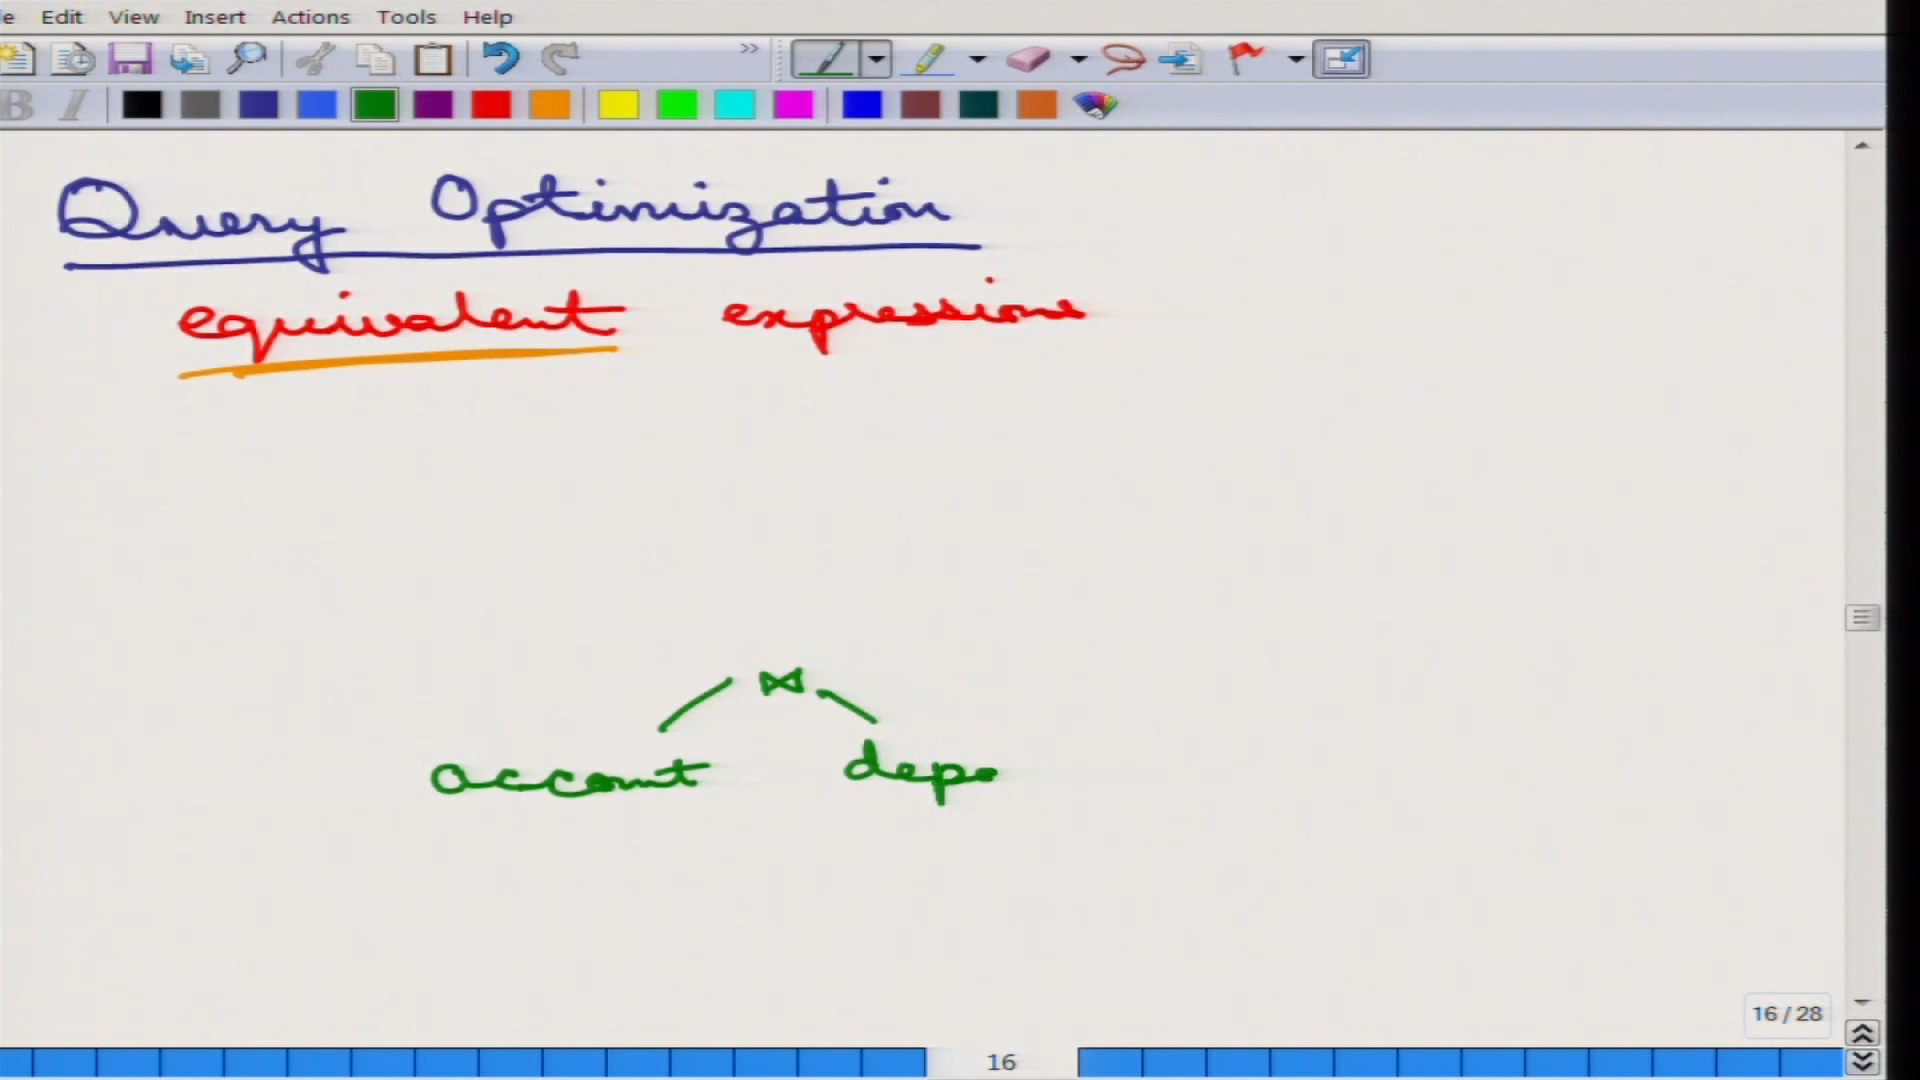 Edit View Insert Actions Tools Help
B I
Query Optimization
equivalent expressions
⋈
account depo
16 / 28
16